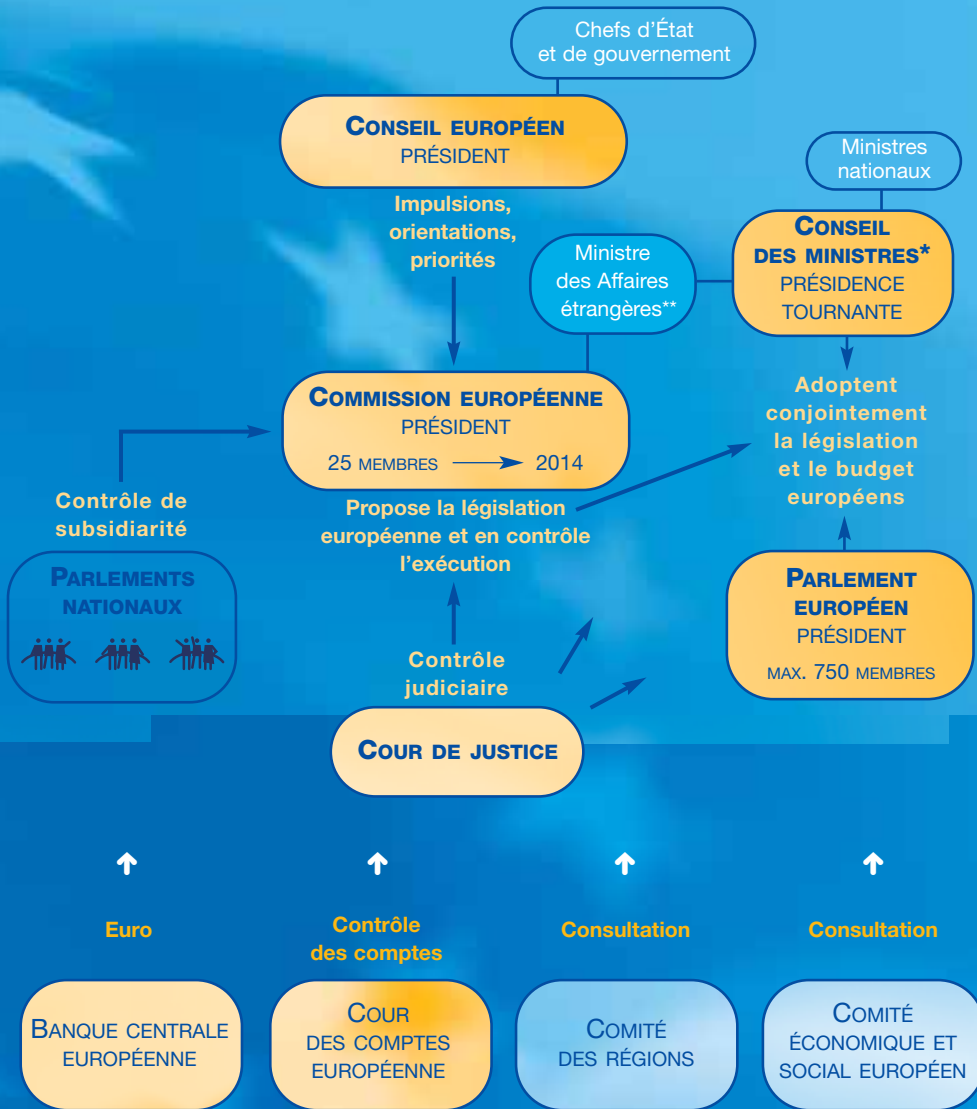 Chefs d'État
et de gouvernement
CONSEIL EUROPÉEN
PRÉSIDENT
Impulsions,
orientations,
priorités
Ministres
nationaux
CONSEIL
DES MINISTRES*
PRÉSIDENCE
TOURNANTE
Ministre
des Affaires
étrangères**
COMMISSION EUROPÉENNE
PRÉSIDENT
25 MEMBRES 2014
Adoptent
conjointement
la législation
et le budget
européens
Propose la législation
européenne et en contrôle
l'exécution
Contrôle de
subsidiarité
PARLEMENTS
NATIONAUX
PARLEMENT
EUROPÉEN
PRÉSIDENT
MAX. 750 MEMBRES
Contrôle
judiciaire
COUR DE JUSTICE
Euro
Contrôle
des comptes
Consultation
Consultation
BANQUE CENTRALE
EUROPÉENNE
COUR
DES COMPTES
EUROPÉENNE
COMITÉ
DES RÉGIONS
COMITÉ
ÉCONOMIQUE ET
SOCIAL EUROPÉEN